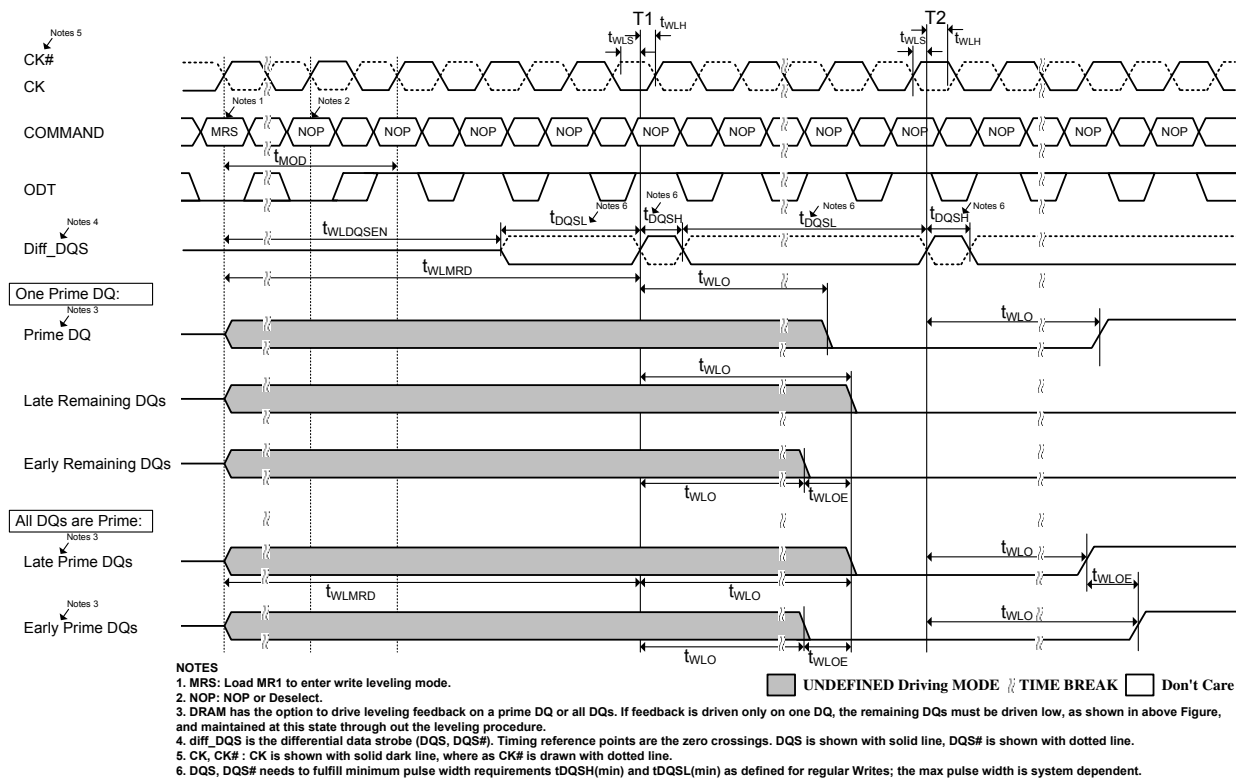 T1 T2
tWLS tWLH tWLS tWLH
Notes 5
CK#
CK
Notes 1 Notes 2
COMMAND MRS NOP NOP NOP NOP NOP NOP NOP NOP NOP NOP NOP
tMOD
ODT
Notes 6 Notes 6 Notes 6 Notes 6
Notes 4
tDQSL tDQSH tDQSL tDQSH
Diff_DQS tWLDQSEN
tWLMRD tWLO
One Prime DQ:
Notes 3
Prime DQ tWLO
tWLO
Late Remaining DQs
Early Remaining DQs
tWLO tWLOE
All DQs are Prime:
Notes 3
Late Prime DQs tWLO
tWLMRD tWLO tWLOE
Notes 3
Early Prime DQs tWLO
tWLO tWLOE
NOTES
1. MRS: Load MR1 to enter write leveling mode.
UNDEFINED Driving MODE TIME BREAK Don't Care
2. NOP: NOP or Deselect.
3. DRAM has the option to drive leveling feedback on a prime DQ or all DQs. If feedback is driven only on one DQ, the remaining DQs must be driven low, as shown in above Figure,
and maintained at this state through out the leveling procedure.
4. diff_DQS is the differential data strobe (DQS, DQS#). Timing reference points are the zero crossings. DQS is shown with solid line, DQS# is shown with dotted line.
5. CK, CK# : CK is shown with solid dark line, where as CK# is drawn with dotted line.
6. DQS, DQS# needs to fulfill minimum pulse width requirements tDQSH(min) and tDQSL(min) as defined for regular Writes; the max pulse width is system dependent.